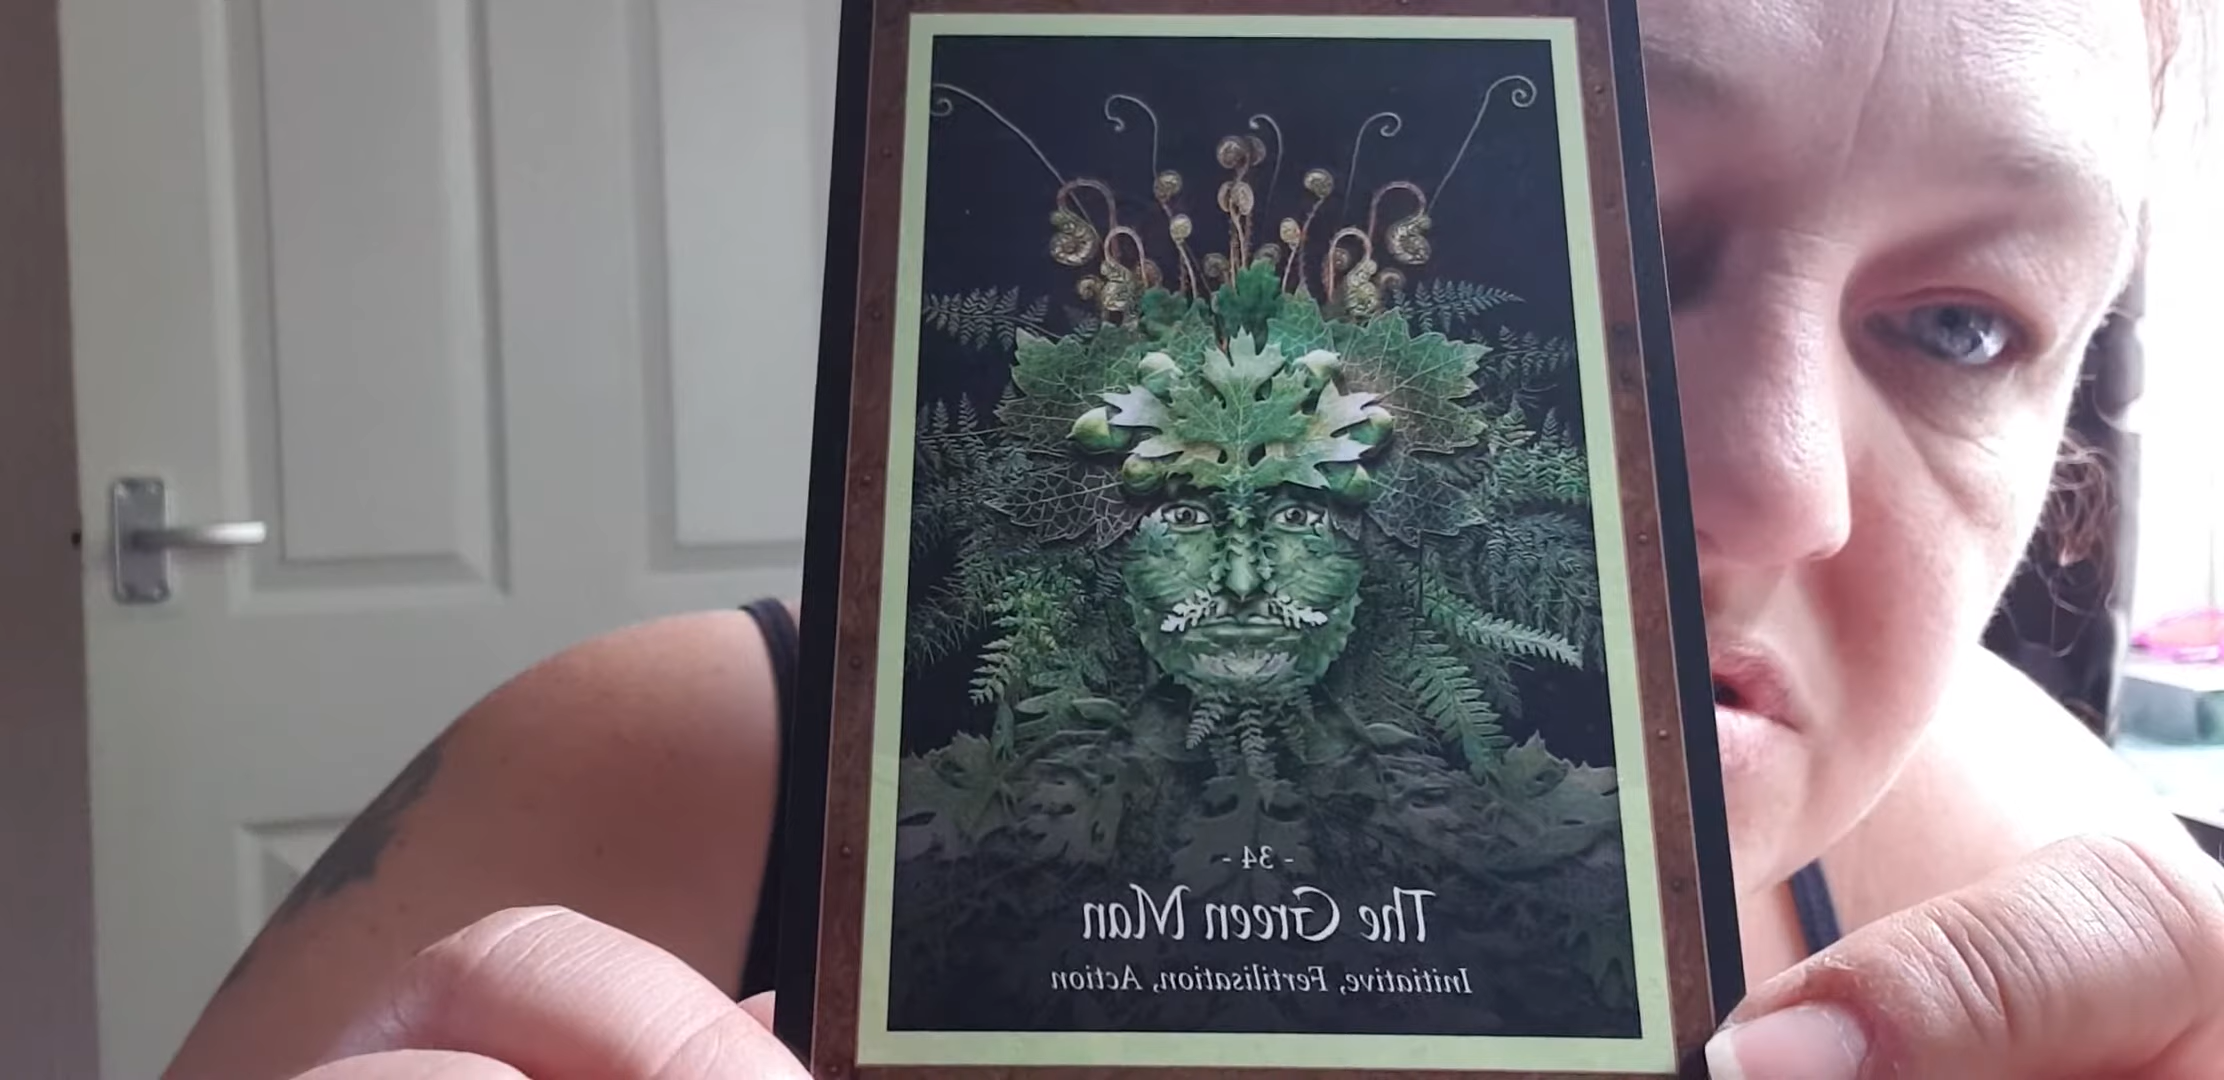 - 34 -
The Green Man
Initiative, Fertilisation, Action